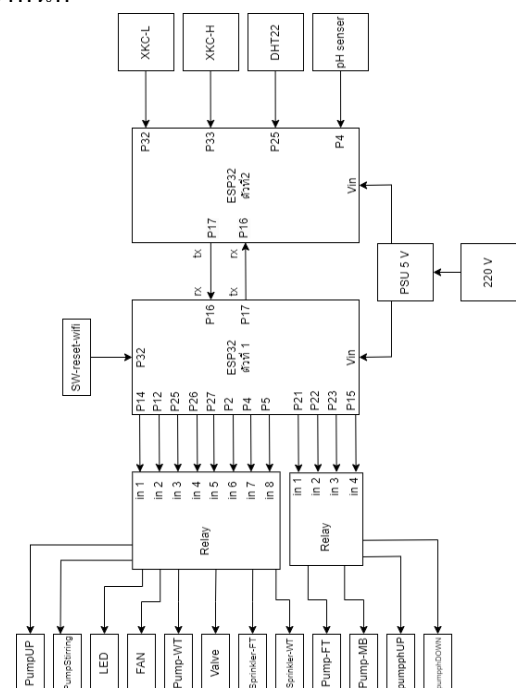 XKC-L
XKC-H
DHT22
pH senser
P32
P33
P25
P4
ESP32
ตัวที่2
Vin
P17
P16
tx
rx
rx
tx
PSU 5 V
220 V
SW-reset-wifi
P16
P17
P32
ESP32
ตัวที่ 1
Vin
P14
P12
P25
P26
P27
P2
P4
P5
P21
P22
P23
P15
in 1
in 2
in 3
in 4
in 5
in 6
in 7
in 8
Relay
in 1
in 2
in 3
in 4
Relay
PumpUP
PumpStirring
LED
FAN
Pump-WT
Valve
Sprinkler-FT
Sprinkler-WT
Pump-FT
Pump-MB
pumpphUP
pumpphDOWN